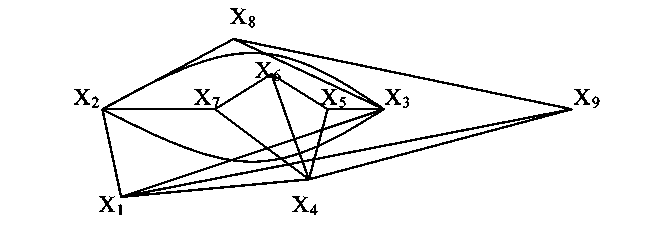 X₈
X₆
X₂ X₇ X₅ X₃ X₉
X₁ X₄